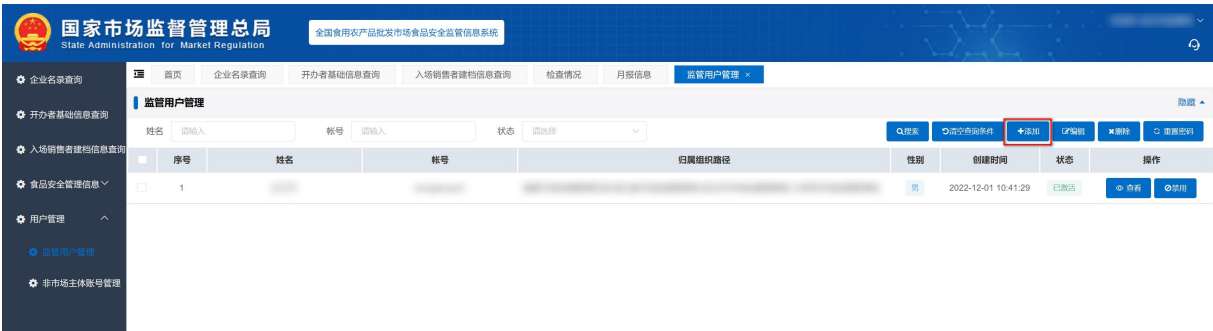 国家市场监督管理总局
State Administration for Market Regulation
全国食用农产品批发市场食品安全监管信息系统
企业名录查询
开办者基础信息查询
入场销售者建档信息查询
食品安全管理信息
用户管理
监管用户管理
非市场主体账号管理
首页 企业名录查询 开办者基础信息查询 入场销售者建档信息查询 检查情况 月报信息 监管用户管理 ×
监管用户管理 隐藏
姓名 请输入 帐号 请输入 状态 请选择 搜索 清空查询条件 添加 编辑 删除 重置密码
序号 姓名 帐号 归属组织路径 性别 创建时间 状态 操作
1 男 2022-12-01 10:41:29 已激活 查看 禁用